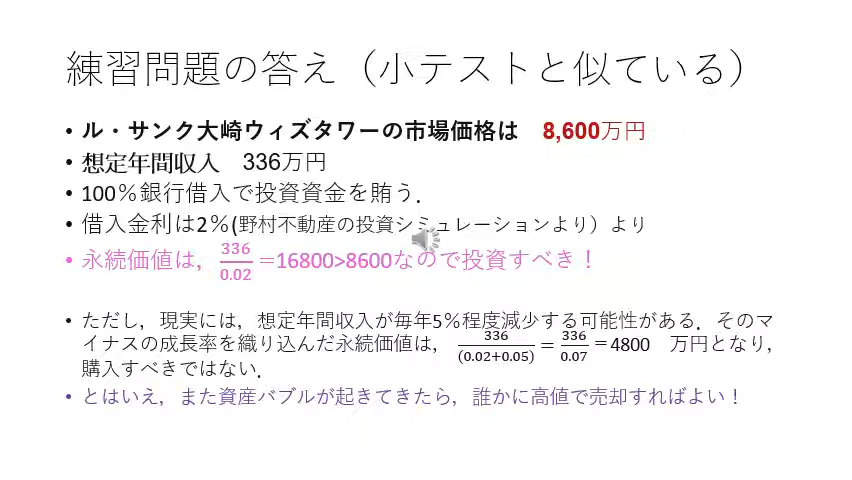 練習問題の答え（小テストと似ている）
• ル・サンク大崎ウィズタワーの市場価格は　8,600万円
• 想定年間収入　336万円
• 100％銀行借入で投資資金を賄う．
• 借入金利は2％(野村不動産の投資シミュレーションより）より
• 永続価値は，336/0.02＝16800>8600なので投資すべき！
• ただし，現実には，想定年間収入が毎年5％程度減少する可能性がある．そのマ
イナスの成長率を織り込んだ永続価値は， 336/(0.02+0.05) = 336/0.07＝4800　万円となり，
購入すべきではない．
• とはいえ，また資産バブルが起きてきたら，誰かに高値で売却すればよい！